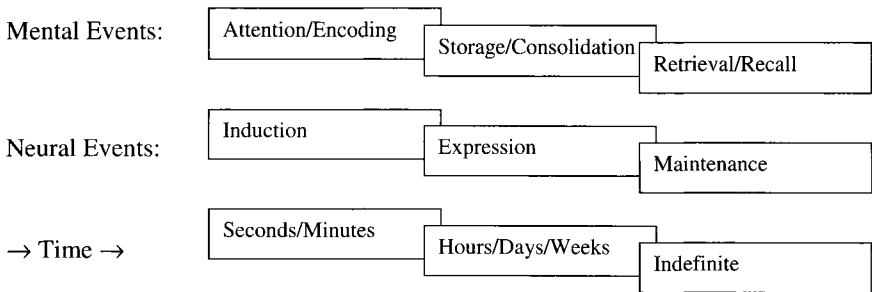 Mental Events:
Attention/Encoding
Storage/Consolidation
Retrieval/Recall
Neural Events:
Induction
Expression
Maintenance
→ Time →
Seconds/Minutes
Hours/Days/Weeks
Indefinite